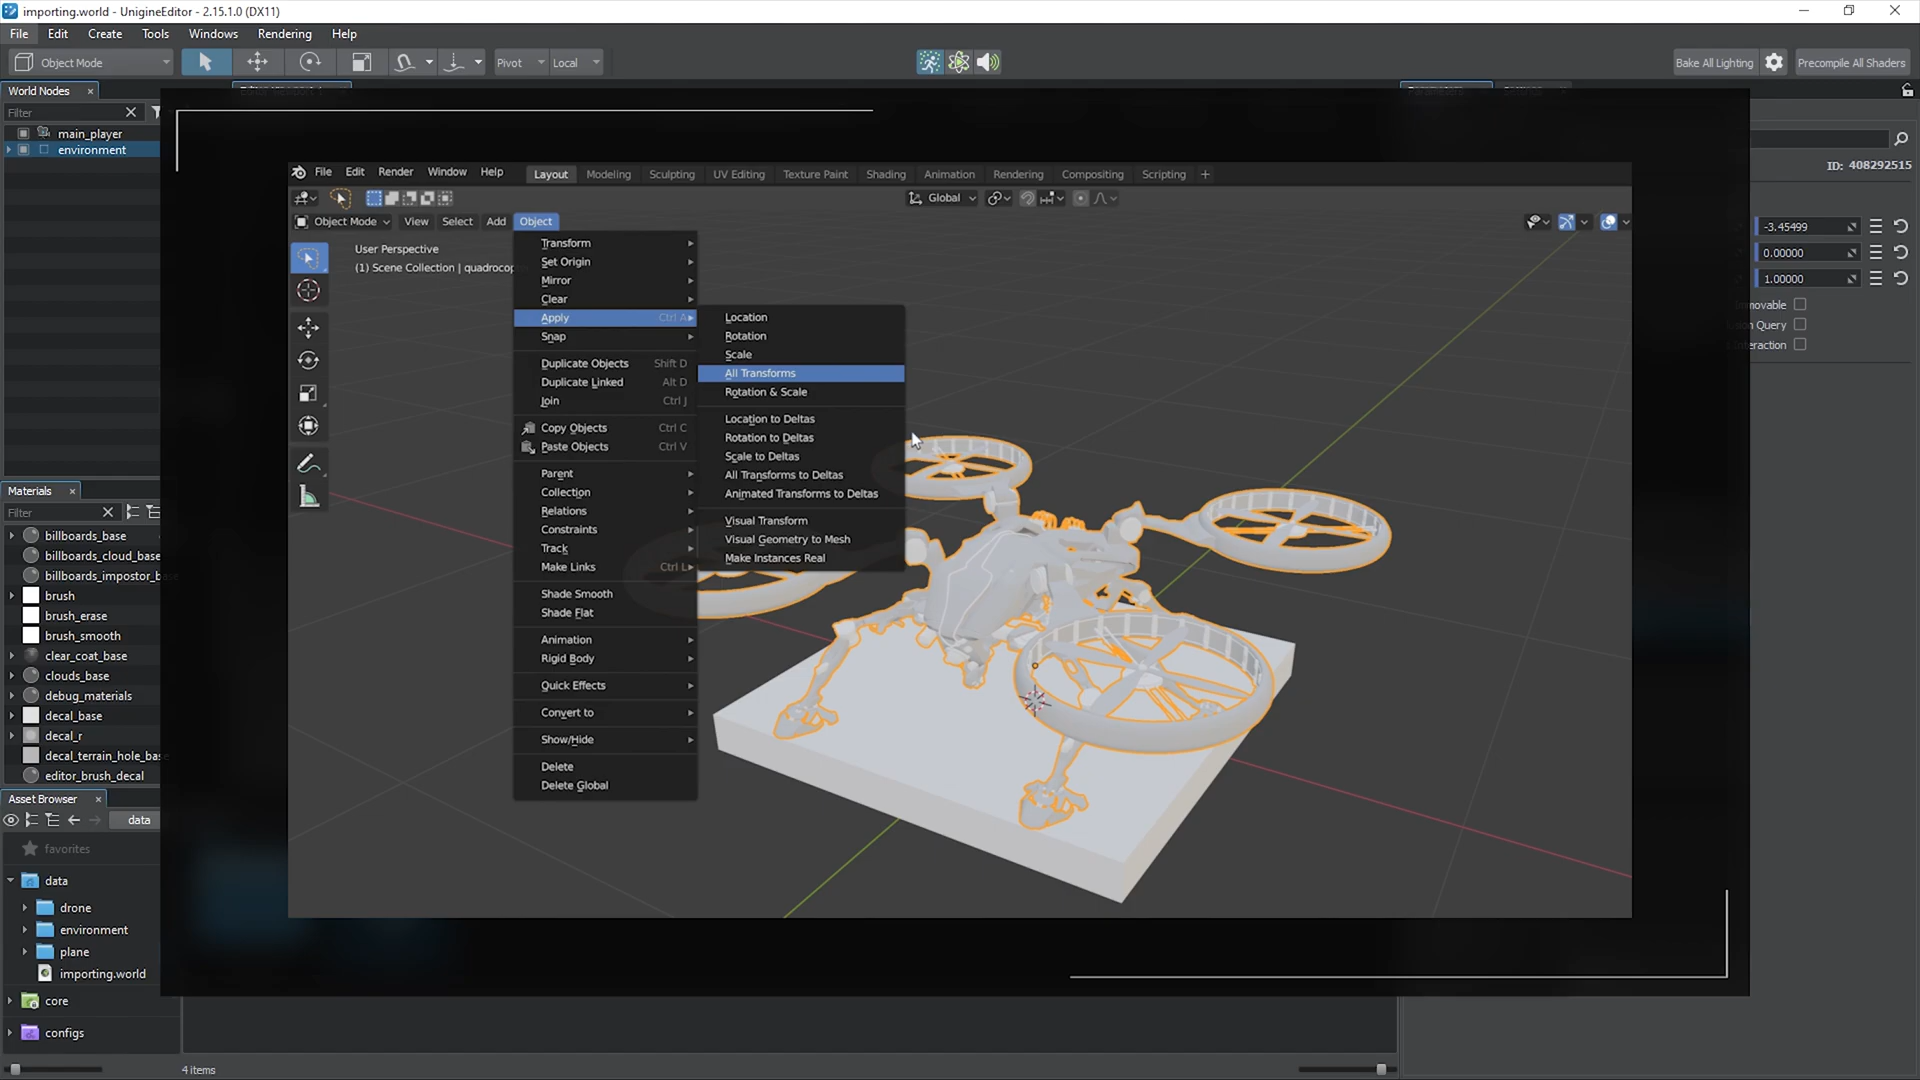 importing.world - UnigineEditor - 2.15.1.0 (DX11)
File Edit Create Tools Windows Rendering Help
Object Mode Pivot Local Bake All Lighting Precompile All Shaders
World Nodes
Filter
main_player
environment
ID: 408292515
-3.45499
0.00000
1.00000
File Edit Render Window Help Layout Modeling Sculpting UV Editing Texture Paint Shading Animation Rendering Compositing Scripting +
Global
Object Mode View Select Add Object
User Perspective
(1) Scene Collection | quadrocop
Transform
Set Origin
Mirror
Clear
Apply Ctrl A
Snap
Duplicate Objects Shift D
Duplicate Linked Alt D
Join Ctrl J
Copy Objects Ctrl C
Paste Objects Ctrl V
Parent
Collection
Relations
Constraints
Track
Make Links Ctrl L
Shade Smooth
Shade Flat
Animation
Rigid Body
Quick Effects
Convert to
Show/Hide
Delete
Delete Global
Location
Rotation
Scale
All Transforms
Rotation & Scale
Location to Deltas
Rotation to Deltas
Scale to Deltas
All Transforms to Deltas
Animated Transforms to Deltas
Visual Transform
Visual Geometry to Mesh
Make Instances Real
Materials
Filter
billboards_base
billboards_cloud_base
billboards_impostor_b
brush
brush_erase
brush_smooth
clear_coat_base
clouds_base
debug_materials
decal_base
decal_r
decal_terrain_hole_bas
editor_brush_decal
Asset Browser
data
favorites
data
drone
environment
plane
importing.world
core
configs
4 items